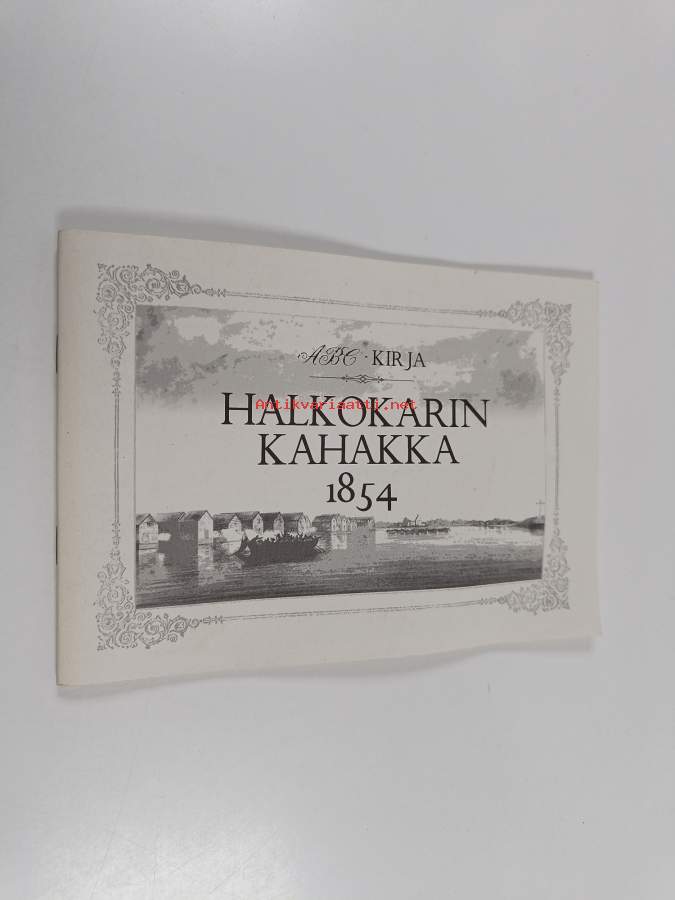 ABC-KIRJA
HALKOKARIN
Antikvariaatti.net
KAHAKKA
1854